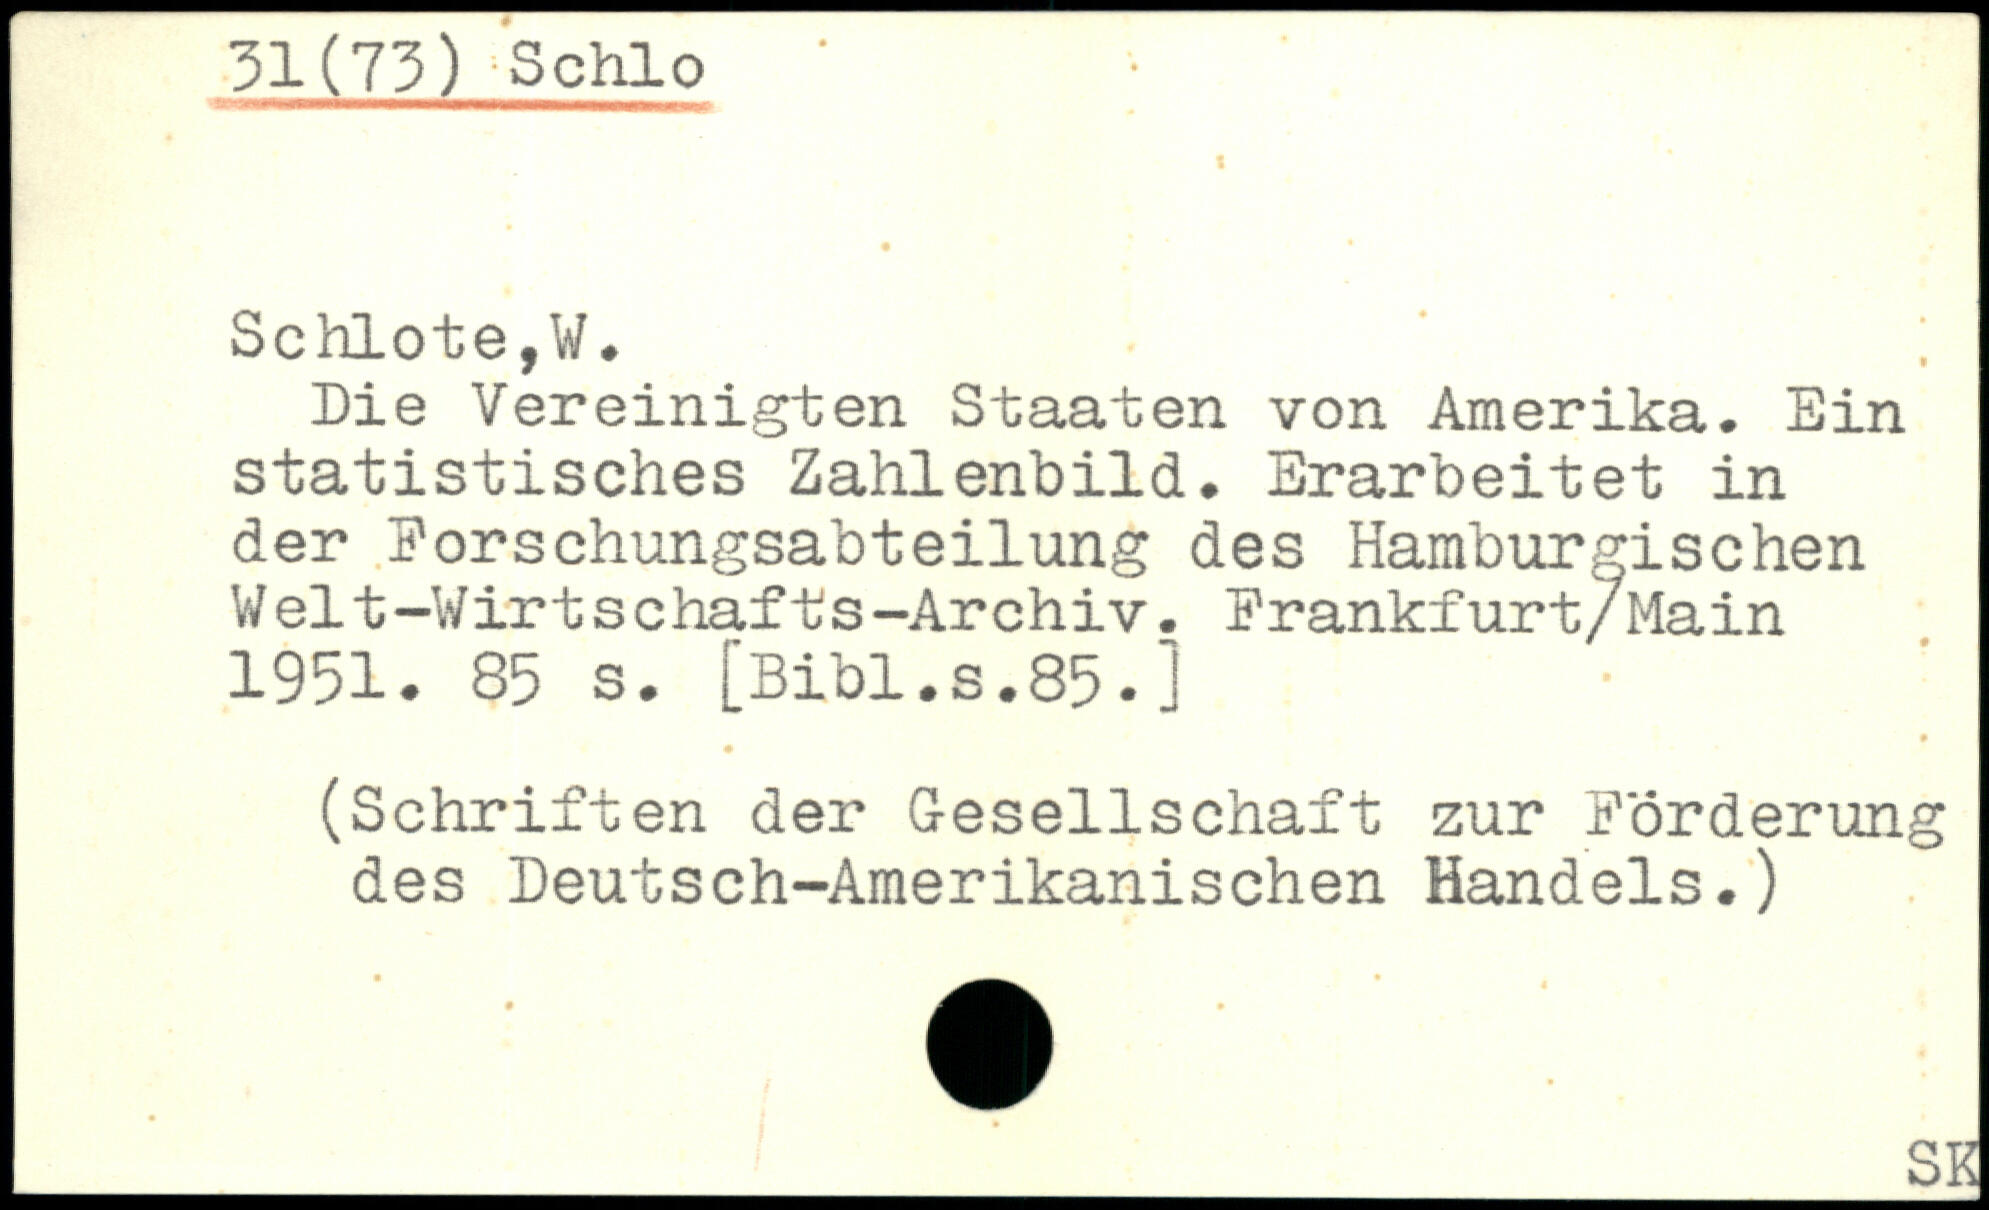 31(73) Schlo
Schlote,W.
Die Vereinigten Staaten von Amerika. Ein
statistisches Zahlenbild. Erarbeitet in
der Forschungsabteilung des Hamburgischen
Welt-Wirtschafts-Archiv. Frankfurt/Main
1951. 85 s. [Bibl.s.85.]
(Schriften der Gesellschaft zur Förderung
des Deutsch-Amerikanischen Handels.)
SK